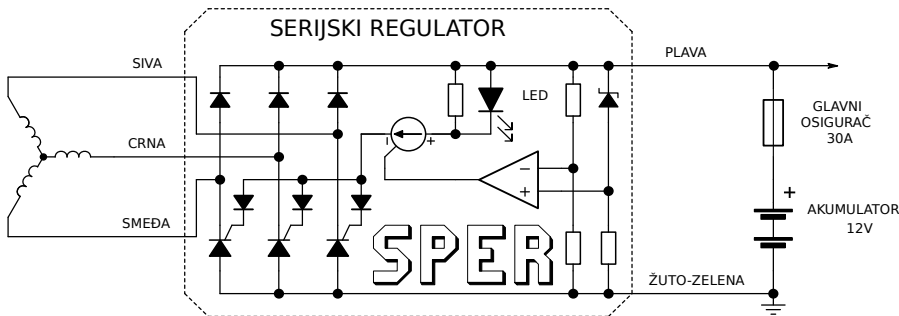 SERIJSKI REGULATOR
SIVA
PLAVA
LED
GLAVNI
OSIGURAČ
30A
CRNA
- +
−
+
+
SMEĐA
AKUMULATOR
12V
SPER
ŽUTO-ZELENA